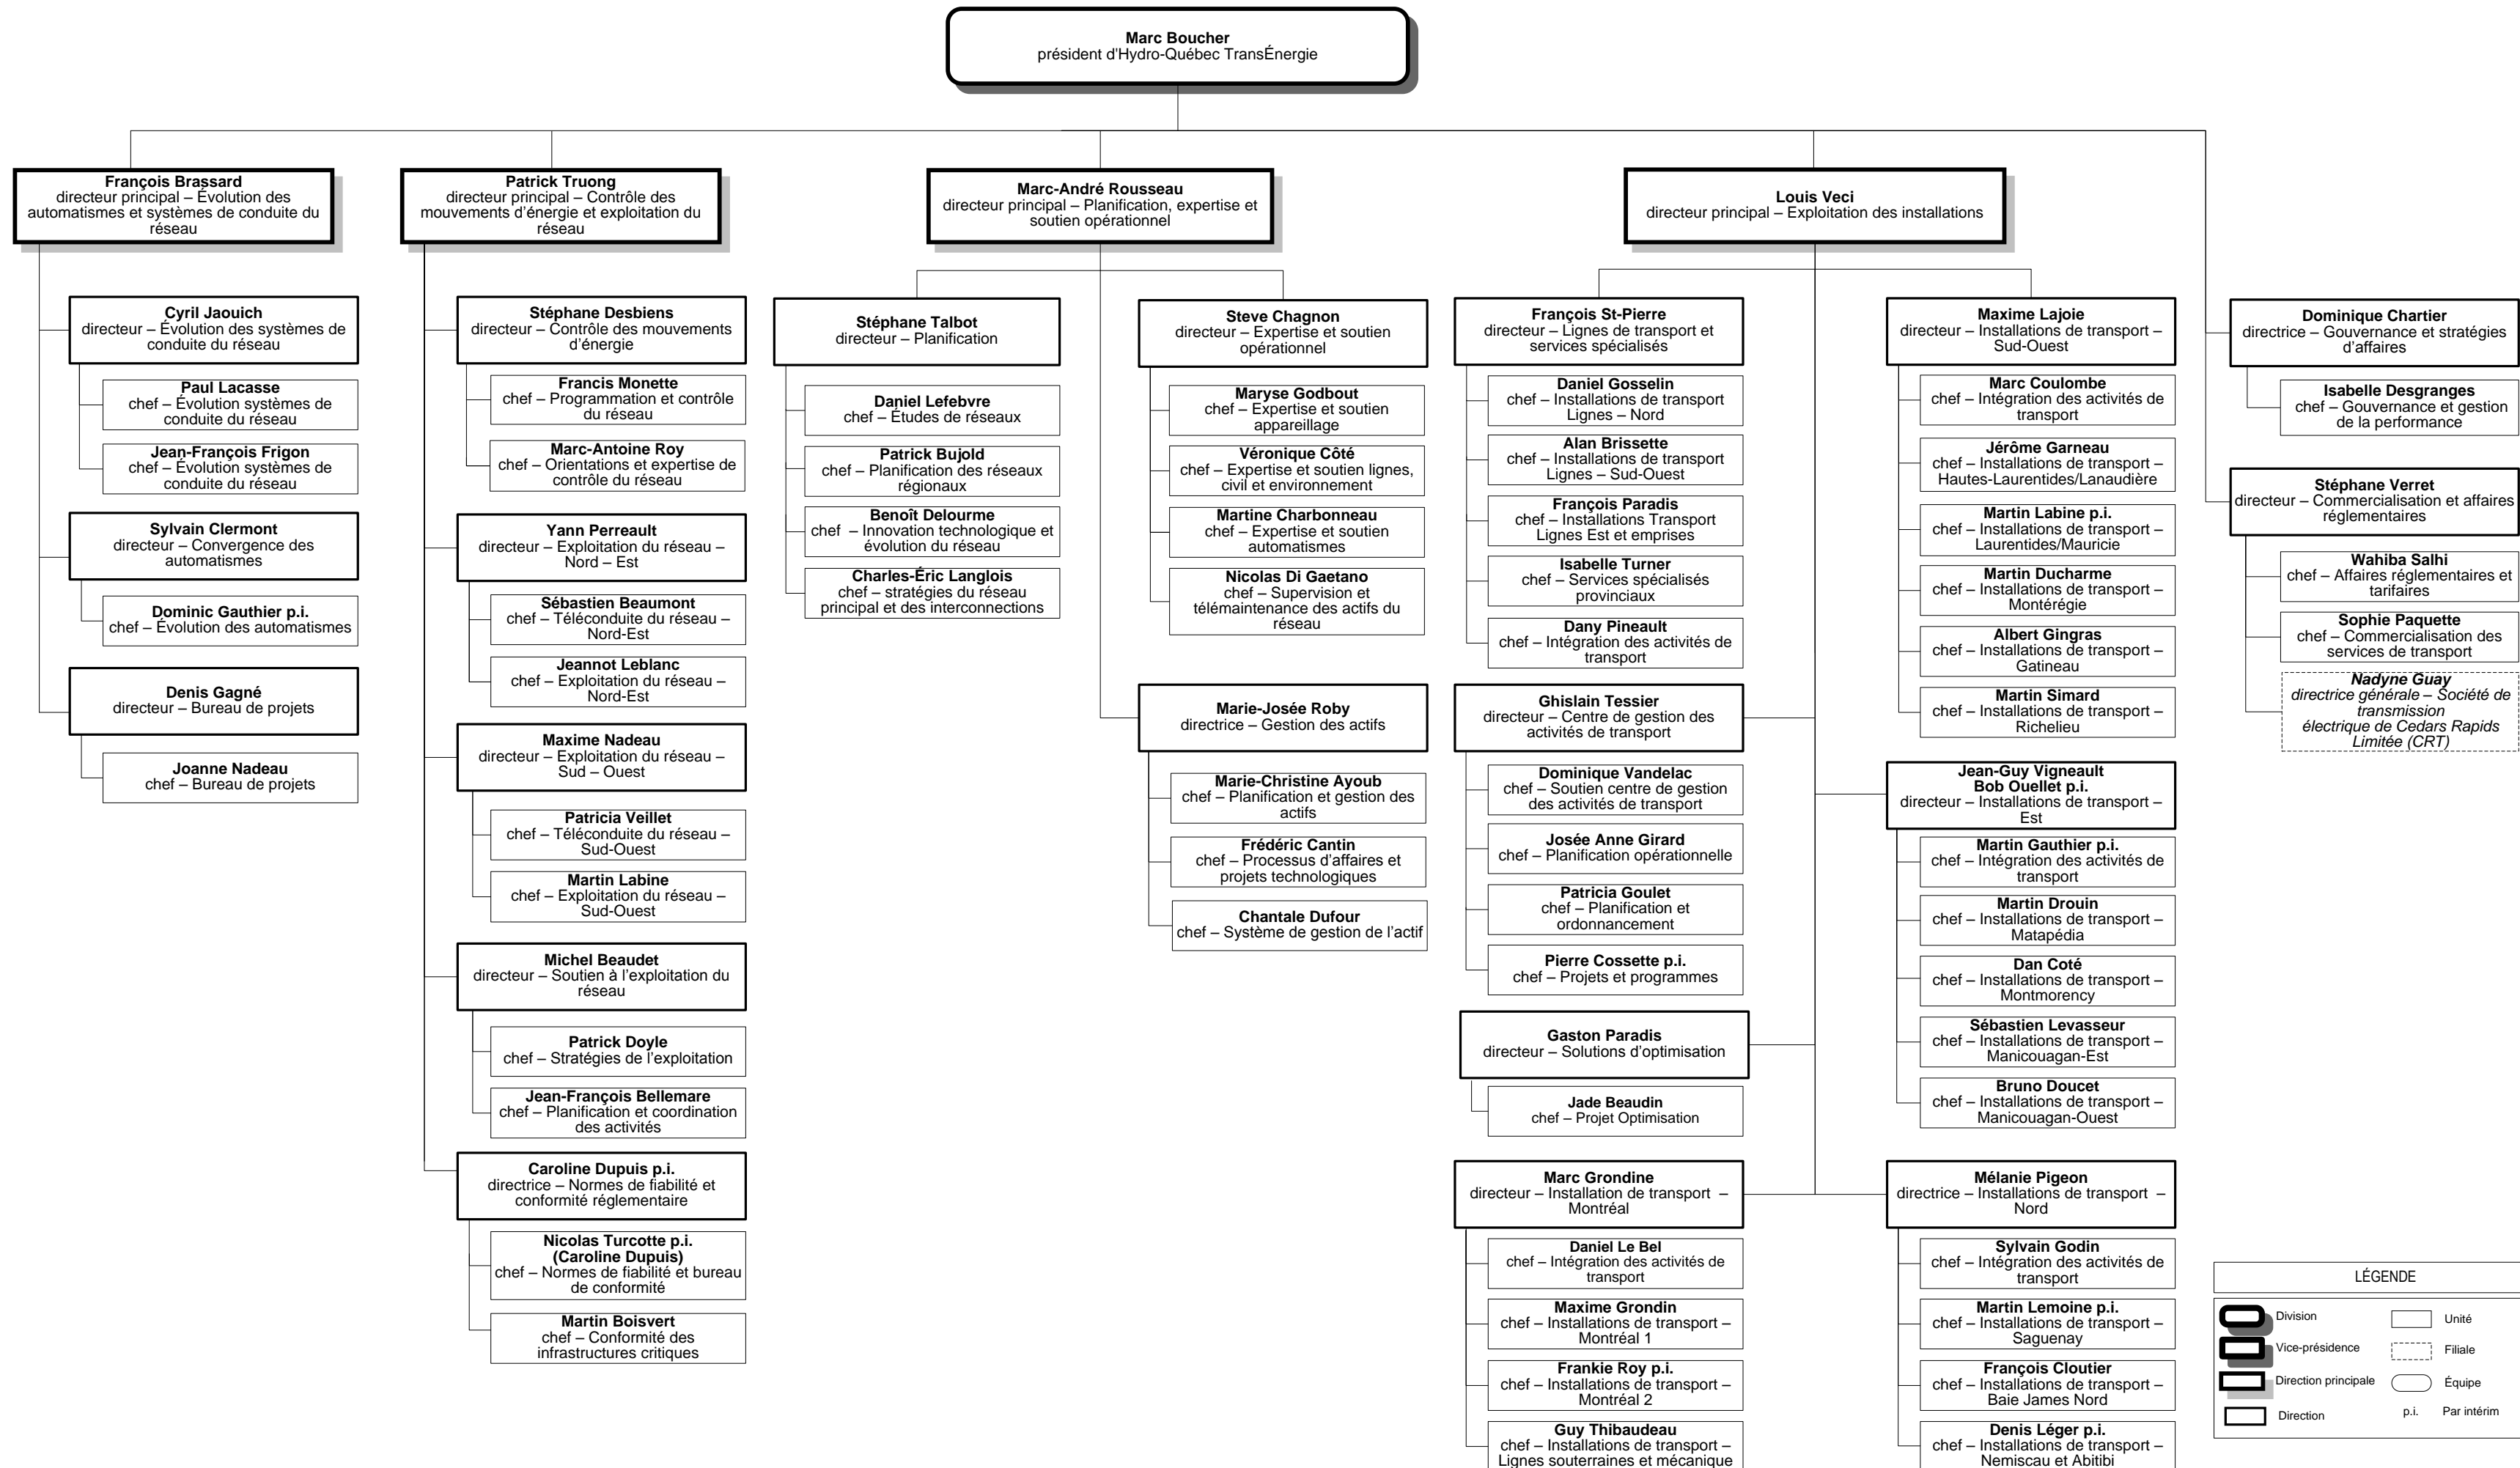 Marc Boucher
président d'Hydro-Québec TransÉnergie
François Brassard
directeur principal – Évolution des
automatismes et systèmes de conduite du
réseau
Cyril Jaouich
directeur – Évolution des systèmes de
conduite du réseau
Paul Lacasse
chef – Évolution systèmes de
conduite du réseau
Jean-François Frigon
chef – Évolution systèmes de
conduite du réseau
Sylvain Clermont
directeur – Convergence des
automatismes
Dominic Gauthier p.i.
chef – Évolution des automatismes
Denis Gagné
directeur – Bureau de projets
Joanne Nadeau
chef – Bureau de projets
Patrick Truong
directeur principal – Contrôle des
mouvements d'énergie et exploitation du
réseau
Stéphane Desbiens
directeur – Contrôle des mouvements
d'énergie
Francis Monette
chef – Programmation et contrôle
du réseau
Marc-Antoine Roy
chef – Orientations et expertise de
contrôle du réseau
Yann Perreault
directeur – Exploitation du réseau –
Nord – Est
Sébastien Beaumont
chef – Téléconduite du réseau –
Nord-Est
Jeannot Leblanc
chef – Exploitation du réseau –
Nord-Est
Maxime Nadeau
directeur – Exploitation du réseau –
Sud – Ouest
Patricia Veillet
chef – Téléconduite du réseau –
Sud-Ouest
Martin Labine
chef – Exploitation du réseau –
Sud-Ouest
Michel Beaudet
directeur – Soutien à l'exploitation du
réseau
Patrick Doyle
chef – Stratégies de l'exploitation
Jean-François Bellemare
chef – Planification et coordination
des activités
Caroline Dupuis p.i.
directrice – Normes de fiabilité et
conformité réglementaire
Nicolas Turcotte p.i.
(Caroline Dupuis)
chef – Normes de fiabilité et bureau
de conformité
Martin Boisvert
chef – Conformité des
infrastructures critiques
Marc-André Rousseau
directeur principal – Planification, expertise et
soutien opérationnel
Stéphane Talbot
directeur – Planification
Daniel Lefebvre
chef – Études de réseaux
Patrick Bujold
chef – Planification des réseaux
régionaux
Benoît Delourme
chef – Innovation technologique et
évolution du réseau
Charles-Éric Langlois
chef – stratégies du réseau
principal et des interconnections
Steve Chagnon
directeur – Expertise et soutien
opérationnel
Maryse Godbout
chef – Expertise et soutien
appareillage
Véronique Côté
chef – Expertise et soutien lignes,
civil et environnement
Martine Charbonneau
chef – Expertise et soutien
automatismes
Nicolas Di Gaetano
chef – Supervision et
télémaintenance des actifs du
réseau
Marie-Josée Roby
directrice – Gestion des actifs
Marie-Christine Ayoub
chef – Planification et gestion des
actifs
Frédéric Cantin
chef – Processus d'affaires et
projets technologiques
Chantale Dufour
chef – Système de gestion de l'actif
Louis Veci
directeur principal – Exploitation des installations
François St-Pierre
directeur – Lignes de transport et
services spécialisés
Daniel Gosselin
chef – Installations de transport
Lignes – Nord
Alan Brissette
chef – Installations de transport
Lignes – Sud-Ouest
François Paradis
chef – Installations Transport
Lignes Est et emprises
Isabelle Turner
chef – Services spécialisés
provinciaux
Dany Pineault
chef – Intégration des activités de
transport
Ghislain Tessier
directeur – Centre de gestion des
activités de transport
Dominique Vandelac
chef – Soutien centre de gestion
des activités de transport
Josée Anne Girard
chef – Planification opérationnelle
Patricia Goulet
chef – Planification et
ordonnancement
Pierre Cossette p.i.
chef – Projets et programmes
Gaston Paradis
directeur – Solutions d'optimisation
Jade Beaudin
chef – Projet Optimisation
Marc Grondine
directeur – Installation de transport –
Montréal
Daniel Le Bel
chef – Intégration des activités de
transport
Maxime Grondin
chef – Installations de transport –
Montréal 1
Frankie Roy p.i.
chef – Installations de transport –
Montréal 2
Guy Thibaudeau
chef – Installations de transport –
Lignes souterraines et mécanique
Maxime Lajoie
directeur – Installations de transport –
Sud-Ouest
Marc Coulombe
chef – Intégration des activités de
transport
Jérôme Garneau
chef – Installations de transport –
Hautes-Laurentides/Lanaudière
Martin Labine p.i.
chef – Installations de transport –
Laurentides/Mauricie
Martin Ducharme
chef – Installations de transport –
Montérégie
Albert Gingras
chef – Installations de transport –
Gatineau
Martin Simard
chef – Installations de transport –
Richelieu
Jean-Guy Vigneault
Bob Ouellet p.i.
directeur – Installations de transport –
Est
Martin Gauthier p.i.
chef – Intégration des activités de
transport
Martin Drouin
chef – Installations de transport –
Matapédia
Dan Coté
chef – Installations de transport –
Montmorency
Sébastien Levasseur
chef – Installations de transport –
Manicouagan-Est
Bruno Doucet
chef – Installations de transport –
Manicouagan-Ouest
Mélanie Pigeon
directrice – Installations de transport –
Nord
Sylvain Godin
chef – Intégration des activités de
transport
Martin Lemoine p.i.
chef – Installations de transport –
Saguenay
François Cloutier
chef – Installations de transport –
Baie James Nord
Denis Léger p.i.
chef – Installations de transport –
Nemiscau et Abitibi
Dominique Chartier
directrice – Gouvernance et stratégies
d'affaires
Isabelle Desgranges
chef – Gouvernance et gestion
de la performance
Stéphane Verret
directeur – Commercialisation et affaires
réglementaires
Wahiba Salhi
chef – Affaires réglementaires et
tarifaires
Sophie Paquette
chef – Commercialisation des
services de transport
Nadyne Guay
directrice générale – Société de
transmission
électrique de Cedars Rapids
Limitée (CRT)
LÉGENDE
Division
Vice-présidence
Direction principale
Direction
Unité
Filiale
Équipe
p.i. Par intérim